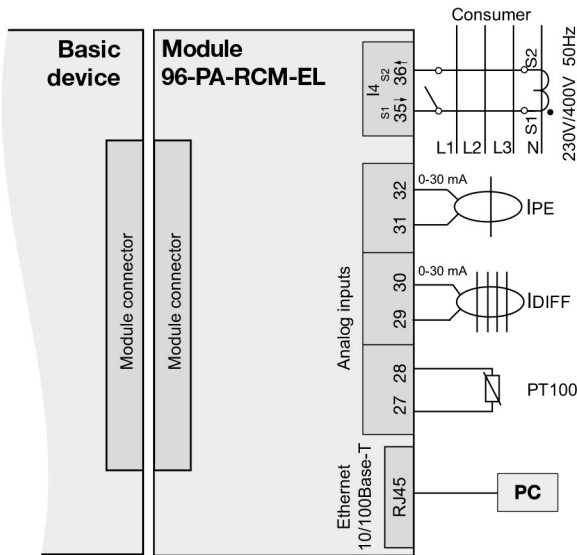 Consumer
Basic
device
Module
96-PA-RCM-EL
Module connector
Module connector
I4
S2
36
S1
35
S2
S1
L1
L2
L3
N
230V/400V 50Hz
Analog inputs
32
31
0-30 mA
IPE
30
29
0-30 mA
IDIFF
28
27
PT100
Ethernet
10/100Base-T
RJ45
PC